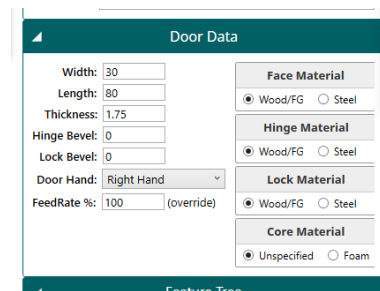 Door Data
Width: 30
Length: 80
Thickness: 1.75
Hinge Bevel: 0
Lock Bevel: 0
Door Hand: Right Hand
FeedRate %: 100 (override)
Face Material
Wood/FG Steel
Hinge Material
Wood/FG Steel
Lock Material
Wood/FG Steel
Core Material
Unspecified Foam
Feature Tree